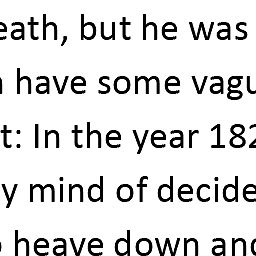 eath, but he was
have some vagu
t: In the year 182
y mind of decide
heave down and